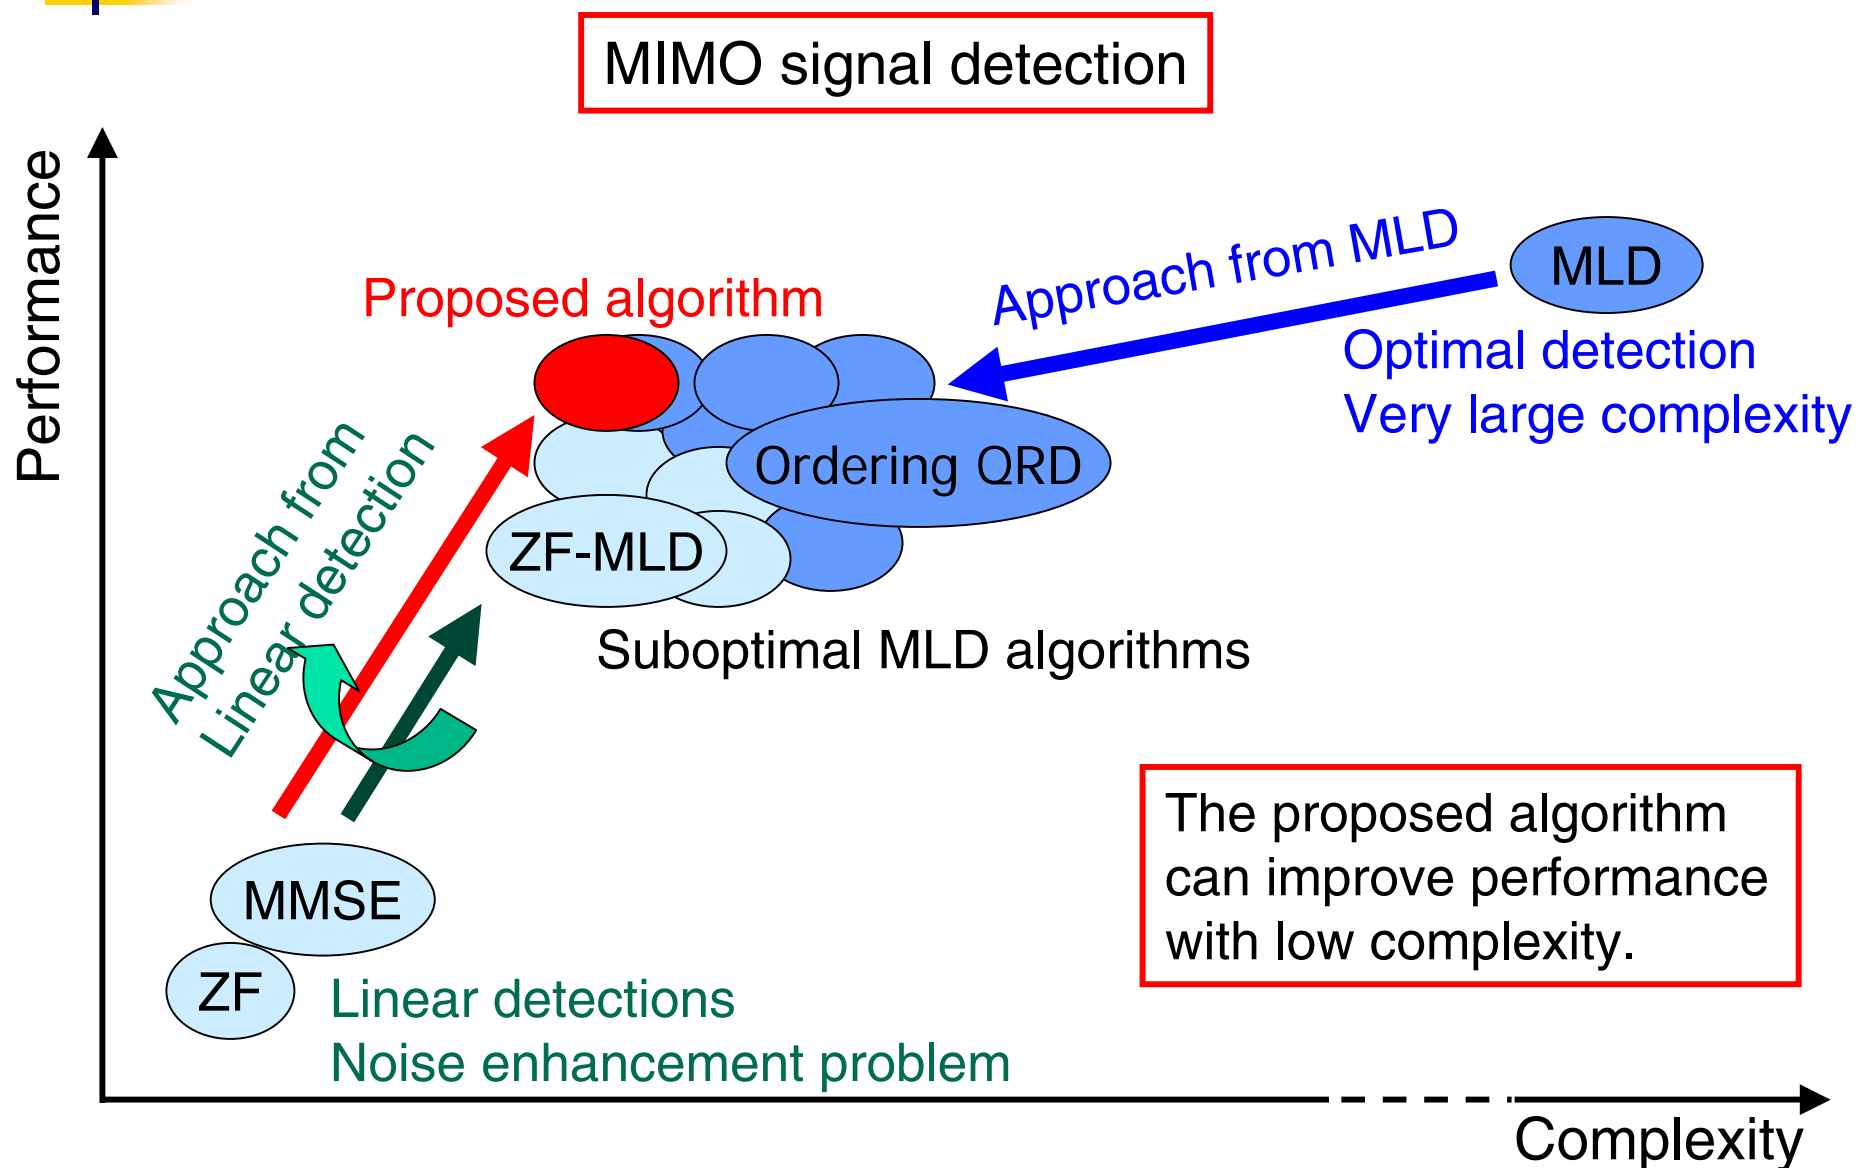 MIMO signal detection
Performance
Approach from MLD
MLD
Proposed algorithm
Optimal detection
Very large complexity
Approach from
Linear detection
Ordering QRD
ZF-MLD
Suboptimal MLD algorithms
The proposed algorithm
can improve performance
with low complexity.
MMSE
ZF
Linear detections
Noise enhancement problem
Complexity